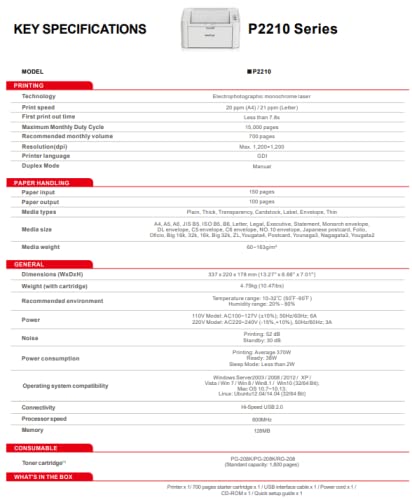 KEY SPECIFICATIONS
P2210 Series
MODEL ■P2210
PRINTING
Technology Electrophotographic monochrome laser
Print speed 20 ppm (A4) / 21 ppm (Letter)
First print out time Less than 7.8s
Maximum Monthly Duty Cycle 15,000 pages
Recommended monthly volume 700 pages
Resolution(dpi) Max. 1,200×1,200
Printer language GDI
Duplex Mode Manual
PAPER HANDLING
Paper input 150 pages
Paper output 100 pages
Media types Plain, Thick, Transparency, Cardstock, Label, Envelope, Thin
Media size A4, A5, A6, JIS B5, ISO B5, B6, Letter, Legal, Executive, Statement, Monarch envelope,
DL envelope, C5 envelope, C6 envelope, NO.10 envelope, Japanese postcard, Folio,
Oficio, Big 16k, 32k, 16k, Big 32k, ZL, Yougata4, Postcard, Younaga3, Nagagata3, Yougata2
Media weight 60~163g/m²
GENERAL
Dimensions (WxDxH) 337 x 220 x 178 mm (13.27" x 8.66" x 7.01")
Weight (with cartridge) 4.75kg (10.47lbs)
Recommended environment Temperature range: 10-32°C (50°F-90°F)
Humidity range: 20% - 80%
Power 110V Model: AC100~127V (±10%); 50Hz/60Hz; 6A
220V Model: AC220~240V (-15%,+10%), 50Hz/60Hz, 3A
Noise Printing: 52 dB
Standby: 30 dB
Power consumption Printing: Average 370W
Ready: 38W
Sleep Mode: Less than 2W
Operating system compatibility Windows Server2003 / 2008 / 2012 / XP /
Vista / Win 7 / Win 8 / Win8.1 / Win10 (32/64 Bit);
Mac OS 10.7~10.13;
Linux: Ubuntu12.04/14.04 (32/64 Bit)
Connectivity Hi-Speed USB 2.0
Processor speed 600MHz
Memory 128MB
CONSUMABLE
Toner cartridge PG-208K/PG-208K/RG-208
(Standard capacity: 1,600 pages)
WHAT'S IN THE BOX
Printer x 1/ 700 pages starter cartridge x 1 / USB interface cable x 1 / Power cord x 1 /
CD-ROM x 1 / Quick setup guide x 1